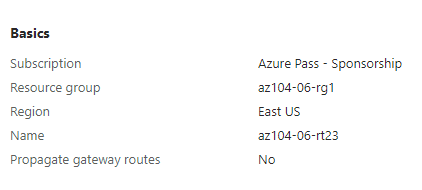 Basics
Subscription Azure Pass - Sponsorship
Resource group az104-06-rg1
Region East US
Name az104-06-rt23
Propagate gateway routes No